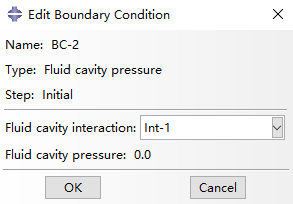 Edit Boundary Condition
Name: BC-2
Type: Fluid cavity pressure
Step: Initial
Fluid cavity interaction: Int-1
Fluid cavity pressure: 0.0
OK Cancel